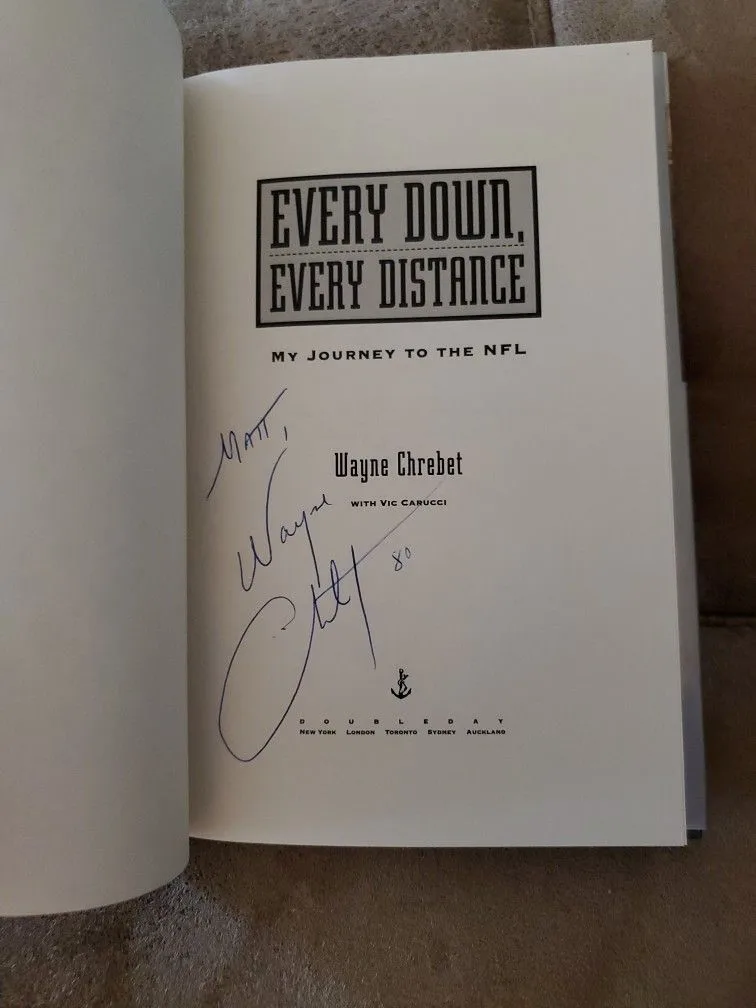 EVERY DOWN,
EVERY DISTANCE
MY JOURNEY TO THE NFL
MATT,
Wayne Chrebet
WITH VIC CARUCCI
Wayne
Chrebet 80
DOUBLEDAY
NEW YORK LONDON TORONTO SYDNEY AUCKLAND